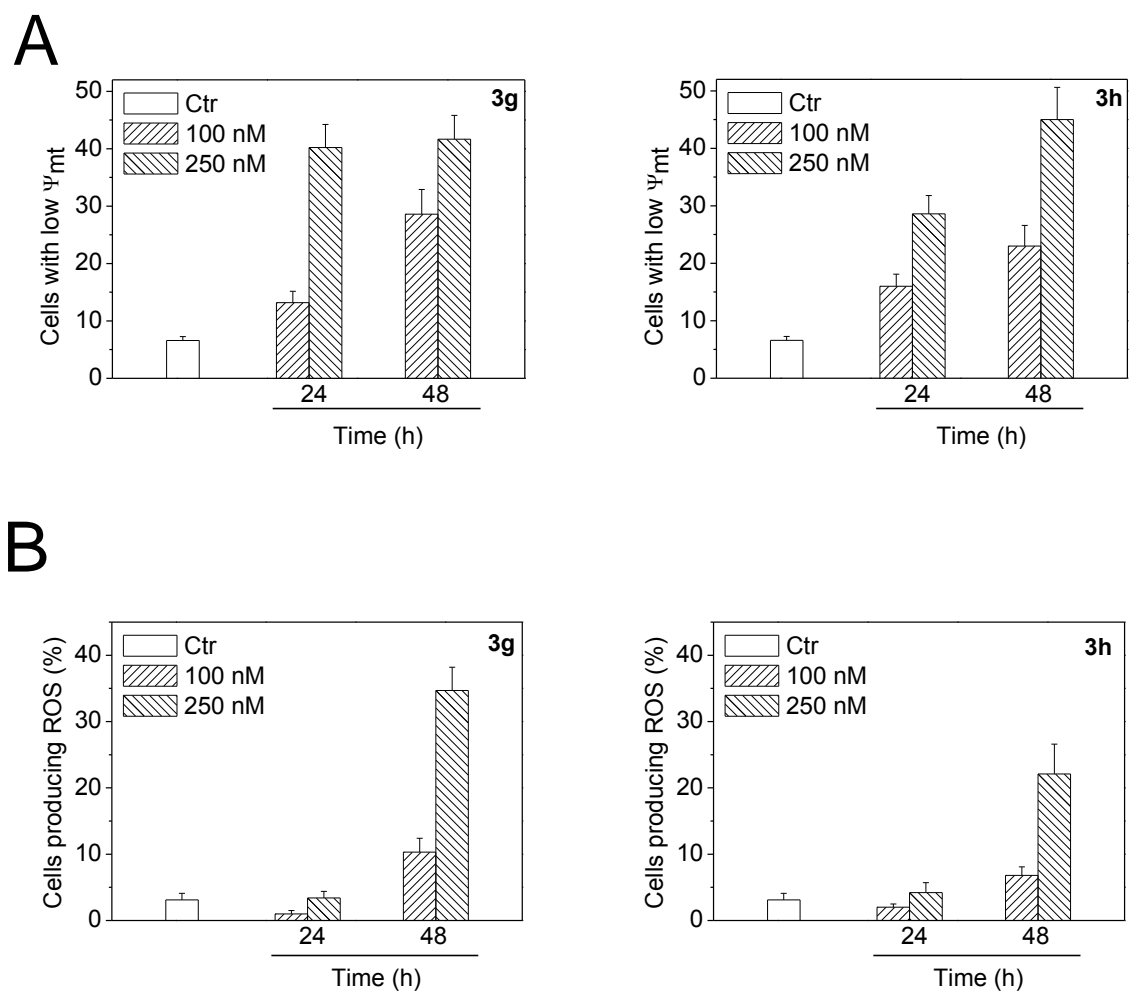 A
3g
Ctr
100 nM
250 nM
Cells with low Ψmt
50
40
30
20
10
0
24 48
Time (h)
3h
Ctr
100 nM
250 nM
Cells with low Ψmt
50
40
30
20
10
0
24 48
Time (h)
B
3g
Ctr
100 nM
250 nM
Cells producing ROS (%)
40
30
20
10
0
24 48
Time (h)
3h
Ctr
100 nM
250 nM
Cells producing ROS (%)
40
30
20
10
0
24 48
Time (h)